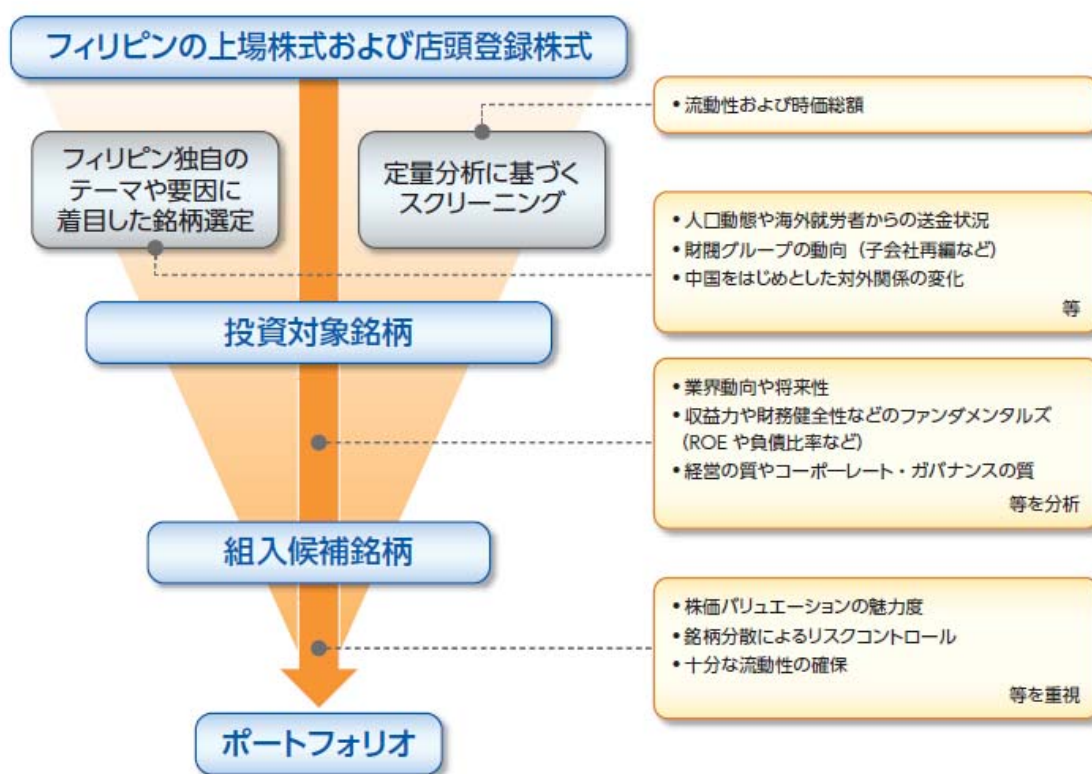 フィリピンの上場株式および店頭登録株式
• 流動性および時価総額
フィリピン独自の
テーマや要因に
着目した銘柄選定
定量分析に基づく
スクリーニング
• 人口動態や海外就労者からの送金状況
• 財閥グループの動向（子会社再編など）
• 中国をはじめとした対外関係の変化
等
投資対象銘柄
• 業界動向や将来性
• 収益力や財務健全性などのファンダメンタルズ
（ROE や負債比率など）
• 経営の質やコーポレート・ガバナンスの質
等を分析
組入候補銘柄
• 株価バリュエーションの魅力度
• 銘柄分散によるリスクコントロール
• 十分な流動性の確保
等を重視
ポートフォリオ